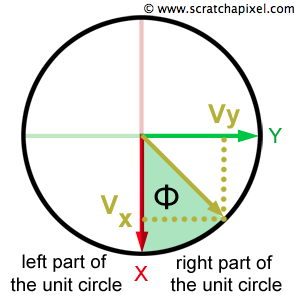 © www.scratchapixel.com
Vy
Y
Vx
Φ
left part of
the unit circle
X
right part of
the unit circle